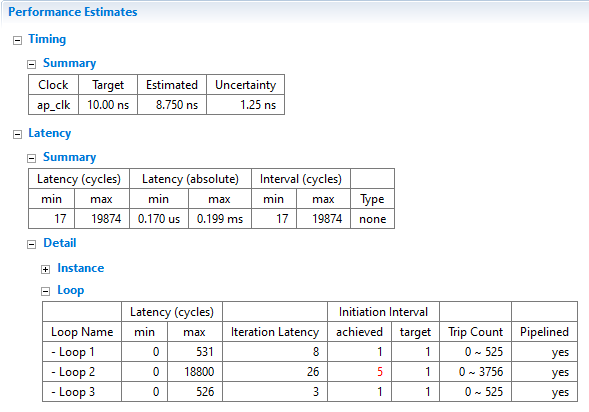 Performance Estimates
Timing
Summary
Clock Target Estimated Uncertainty
ap_clk 10.00 ns 8.750 ns 1.25 ns
Latency
Summary
Latency (cycles) Latency (absolute) Interval (cycles)
min max min max min max Type
17 19874 0.170 us 0.199 ms 17 19874 none
Detail
Instance
Loop
Latency (cycles) Initiation Interval
Loop Name min max Iteration Latency achieved target Trip Count Pipelined
- Loop 1 0 531 8 1 1 0 ~ 525 yes
- Loop 2 0 18800 26 5 1 0 ~ 3756 yes
- Loop 3 0 526 3 1 1 0 ~ 525 yes